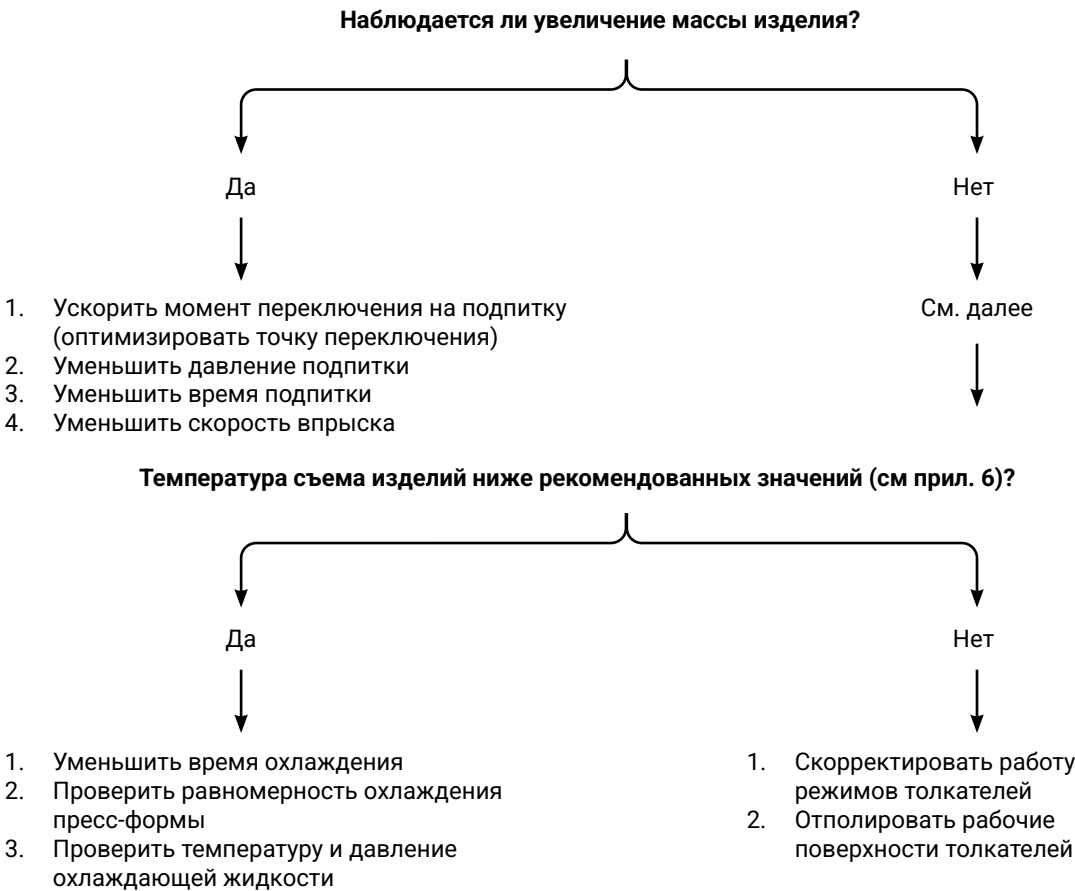 Наблюдается ли увеличение массы изделия?
Да
Нет
1. Ускорить момент переключения на подпитку
(оптимизировать точку переключения)
2. Уменьшить давление подпитки
3. Уменьшить время подпитки
4. Уменьшить скорость впрыска
См. далее
Температура съема изделий ниже рекомендованных значений (см прил. 6)?
Да
Нет
1. Уменьшить время охлаждения
2. Проверить равномерность охлаждения
пресс-формы
3. Проверить температуру и давление
охлаждающей жидкости
1. Скорректировать работу
режимов толкателей
2. Отполировать рабочие
поверхности толкателей